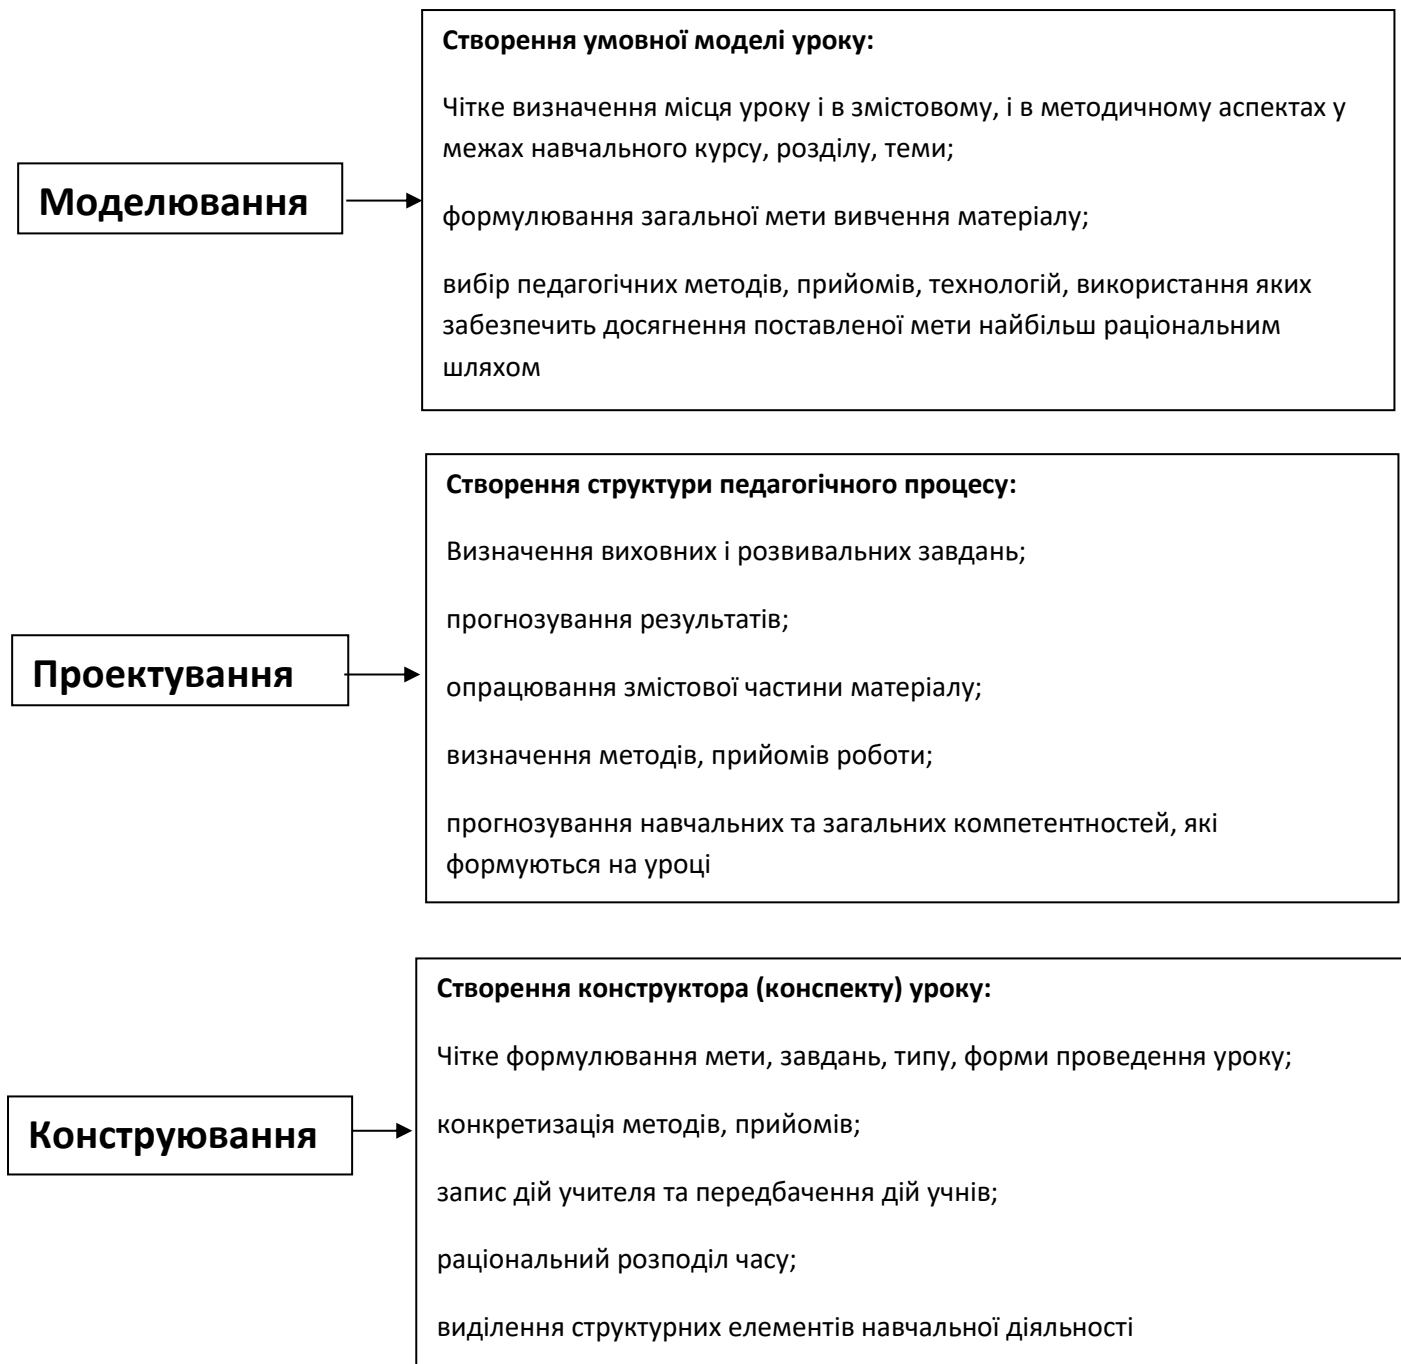 Моделювання
Створення умовної моделі уроку:
Чітке визначення місця уроку і в змістовому, і в методичному аспектах у
межах навчального курсу, розділу, теми;
формулювання загальної мети вивчення матеріалу;
вибір педагогічних методів, прийомів, технологій, використання яких
забезпечить досягнення поставленої мети найбільш раціональним
шляхом
Проектування
Створення структури педагогічного процесу:
Визначення виховних і розвивальних завдань;
прогнозування результатів;
опрацювання змістової частини матеріалу;
визначення методів, прийомів роботи;
прогнозування навчальних та загальних компетентностей, які
формуються на уроці
Конструювання
Створення конструктора (конспекту) уроку:
Чітке формулювання мети, завдань, типу, форми проведення уроку;
конкретизація методів, прийомів;
запис дій учителя та передбачення дій учнів;
раціональний розподіл часу;
виділення структурних елементів навчальної діяльності